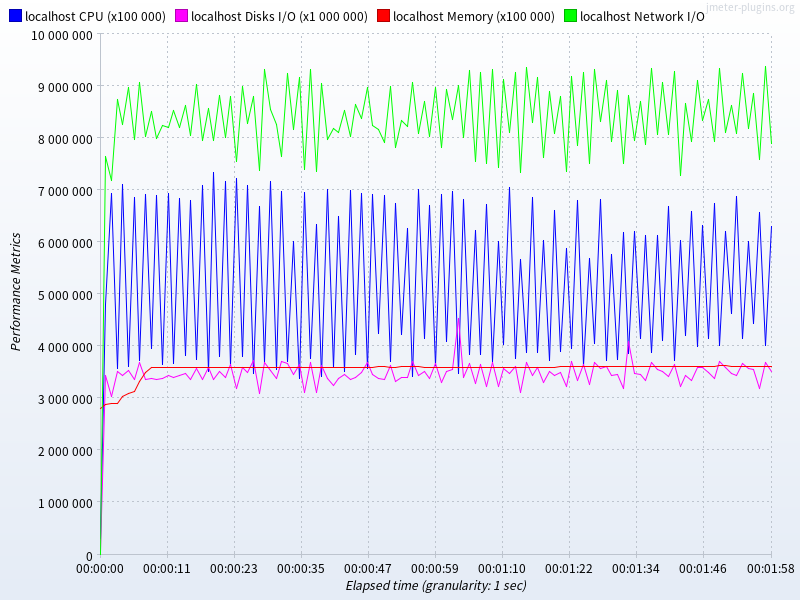 jmeter-plugins.org
localhost CPU (x100 000) localhost Disks I/O (x1 000 000) localhost Memory (x100 000) localhost Network I/O
10 000 000
9 000 000
8 000 000
7 000 000
6 000 000
5 000 000
4 000 000
3 000 000
2 000 000
1 000 000
0
Performance Metrics
00:00:00 00:00:11 00:00:23 00:00:35 00:00:47 00:00:59 00:01:10 00:01:22 00:01:34 00:01:46 00:01:58
Elapsed time (granularity: 1 sec)